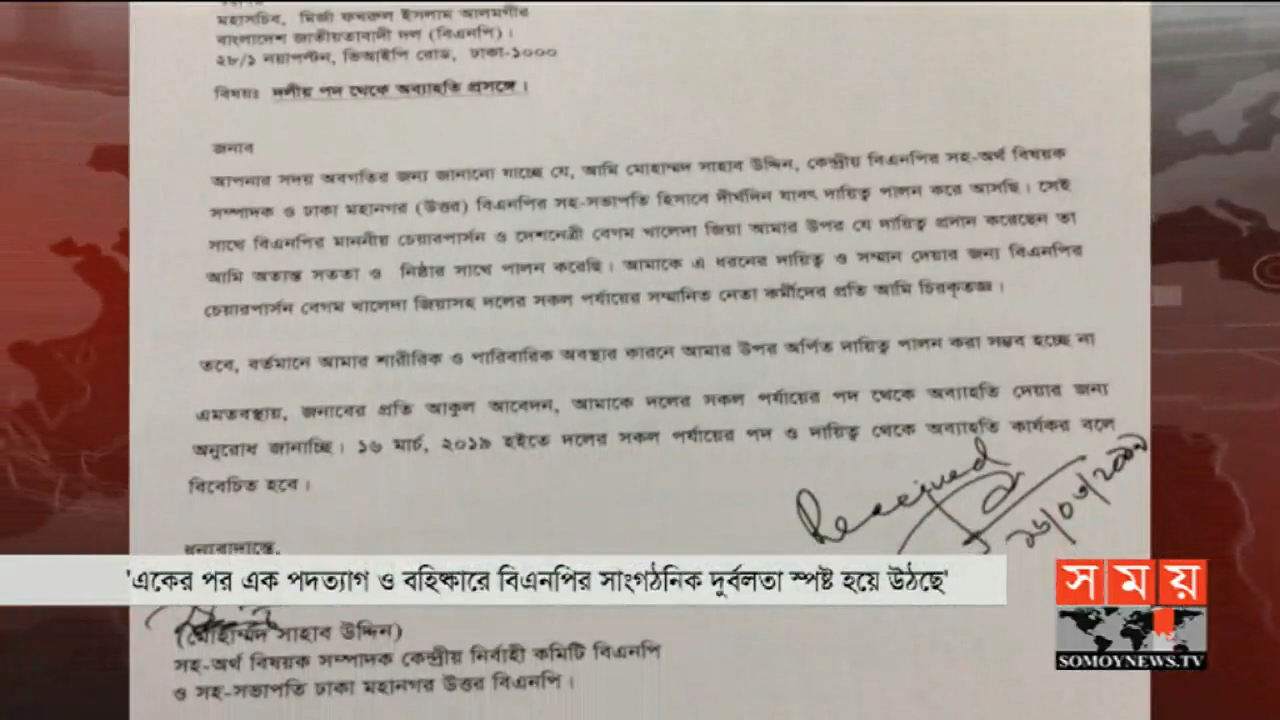 মহাসচিব, মির্জা ফখরুল ইসলাম আলমগীর
বাংলাদেশ জাতীয়তাবাদী দল (বিএনপি)।
২৮/১ নয়াপল্টন, ভিআইপি রোড, ঢাকা-১০০০
বিষয়ঃ দলীয় পদ থেকে অব্যাহতি প্রসঙ্গে।
জনাব
আপনার সদয় অবগতির জন্য জানানো যাচ্ছে যে, আমি মোহাম্মদ সাহাব উদ্দিন, কেন্দ্রীয় বিএনপির সহ-অর্থ বিষয়ক
সম্পাদক ও ঢাকা মহানগর (উত্তর) বিএনপির সহ-সভাপতি হিসাবে দীর্ঘদিন যাবৎ দায়িত্ব পালন করে আসছি। সেই
সাথে বিএনপির মাননীয় চেয়ারপার্সন ও দেশনেত্রী বেগম খালেদা জিয়া আমার উপর যে দায়িত্ব প্রদান করেছেন তা
আমি অত্যন্ত সততা ও নিষ্ঠার সাথে পালন করেছি। আমাকে এ ধরনের দায়িত্ব ও সম্মান দেয়ার জন্য বিএনপির
চেয়ারপার্সন বেগম খালেদা জিয়াসহ দলের সকল পর্যায়ের সম্মানিত নেতা কর্মীদের প্রতি আমি চিরকৃতজ্ঞ।
তবে, বর্তমানে আমার শারীরিক ও পারিবারিক অবস্থার কারনে আমার উপর অর্পিত দায়িত্ব পালন করা সম্ভব হচ্ছে না
এমতবস্থায়, জনাবের প্রতি আকুল আবেদন, আমাকে দলের সকল পর্যায়ের পদ থেকে অব্যাহতি দেয়ার জন্য
অনুরোধ জানাচ্ছি। ১৬ মার্চ, ২০১৯ হইতে দলের সকল পর্যায়ের পদ ও দায়িত্ব থেকে অব্যাহতি কার্যকর বলে
বিবেচিত হবে।
Received
১৬/০৩/২০১৯
ধন্যবাদান্তে,
'একের পর এক পদত্যাগ ও বহিষ্কারে বিএনপির সাংগঠনিক দুর্বলতা স্পষ্ট হয়ে উঠছে'
সময়
SOMOYNEWS.TV
(মোহাম্মদ সাহাব উদ্দিন)
সহ-অর্থ বিষয়ক সম্পাদক কেন্দ্রীয় নির্বাহী কমিটি বিএনপি
ও সহ-সভাপতি ঢাকা মহানগর উত্তর বিএনপি।